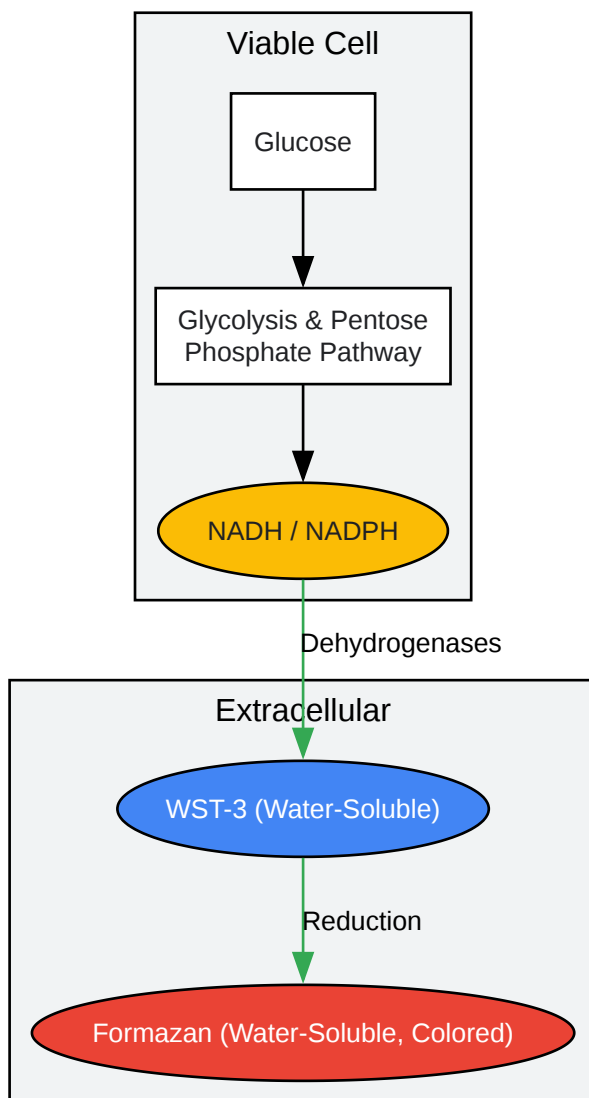 Viable Cell
Glucose
Glycolysis & Pentose
Phosphate Pathway
NADH / NADPH
Dehydrogenases
Extracellular
WST-3 (Water-Soluble)
Reduction
Formazan (Water-Soluble, Colored)